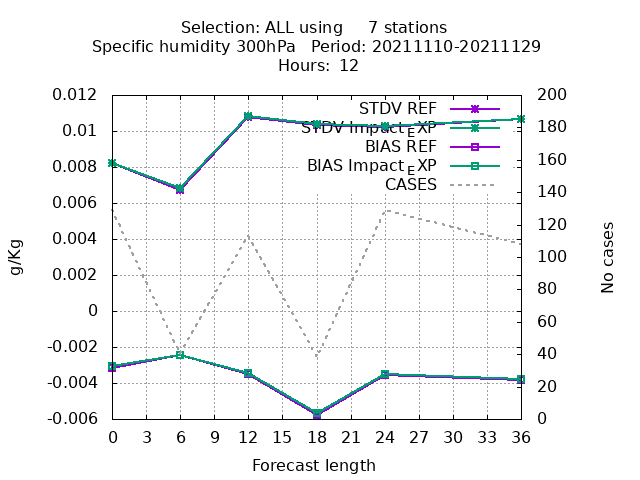 Selection: ALL using 7 stations
Specific humidity 300hPa Period: 20211110-20211129
Hours: 12
0.012
0.01
0.008
0.006
0.004
0.002
0
-0.002
-0.004
-0.006
g/Kg
STDV REF
STDV Impact_EXP
BIAS REF
BIAS Impact_EXP
CASES
200
180
160
140
120
100
80
60
40
20
0
No cases
0 3 6 9 12 15 18 21 24 27 30 33 36
Forecast length